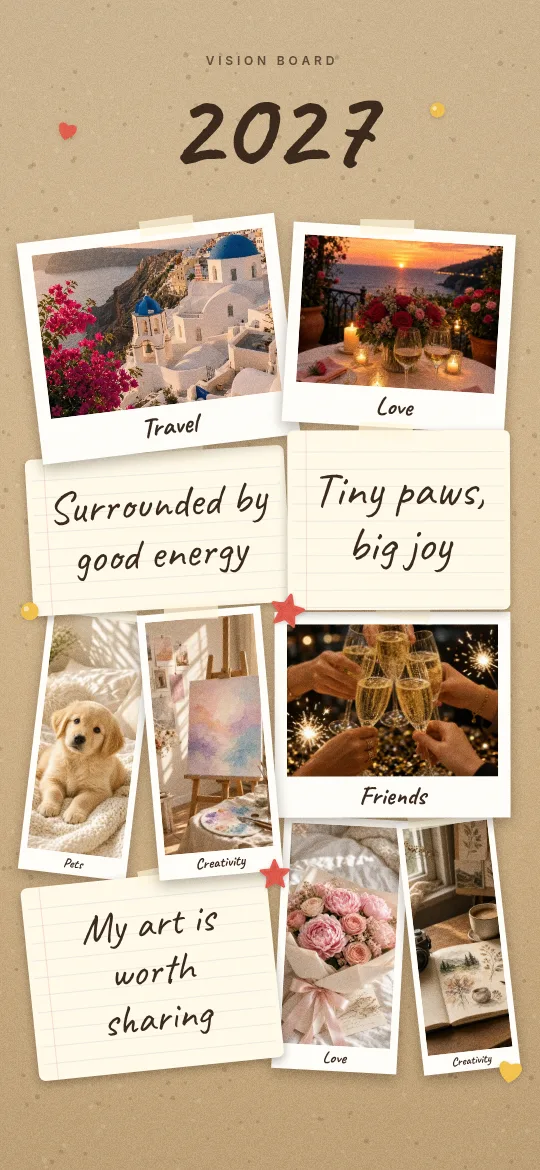 VISION BOARD
2027
Travel
Love
Surrounded by
good energy
Tiny paws,
big joy
Pets
Creativity
Friends
My art is
worth
sharing
Love
Creativity